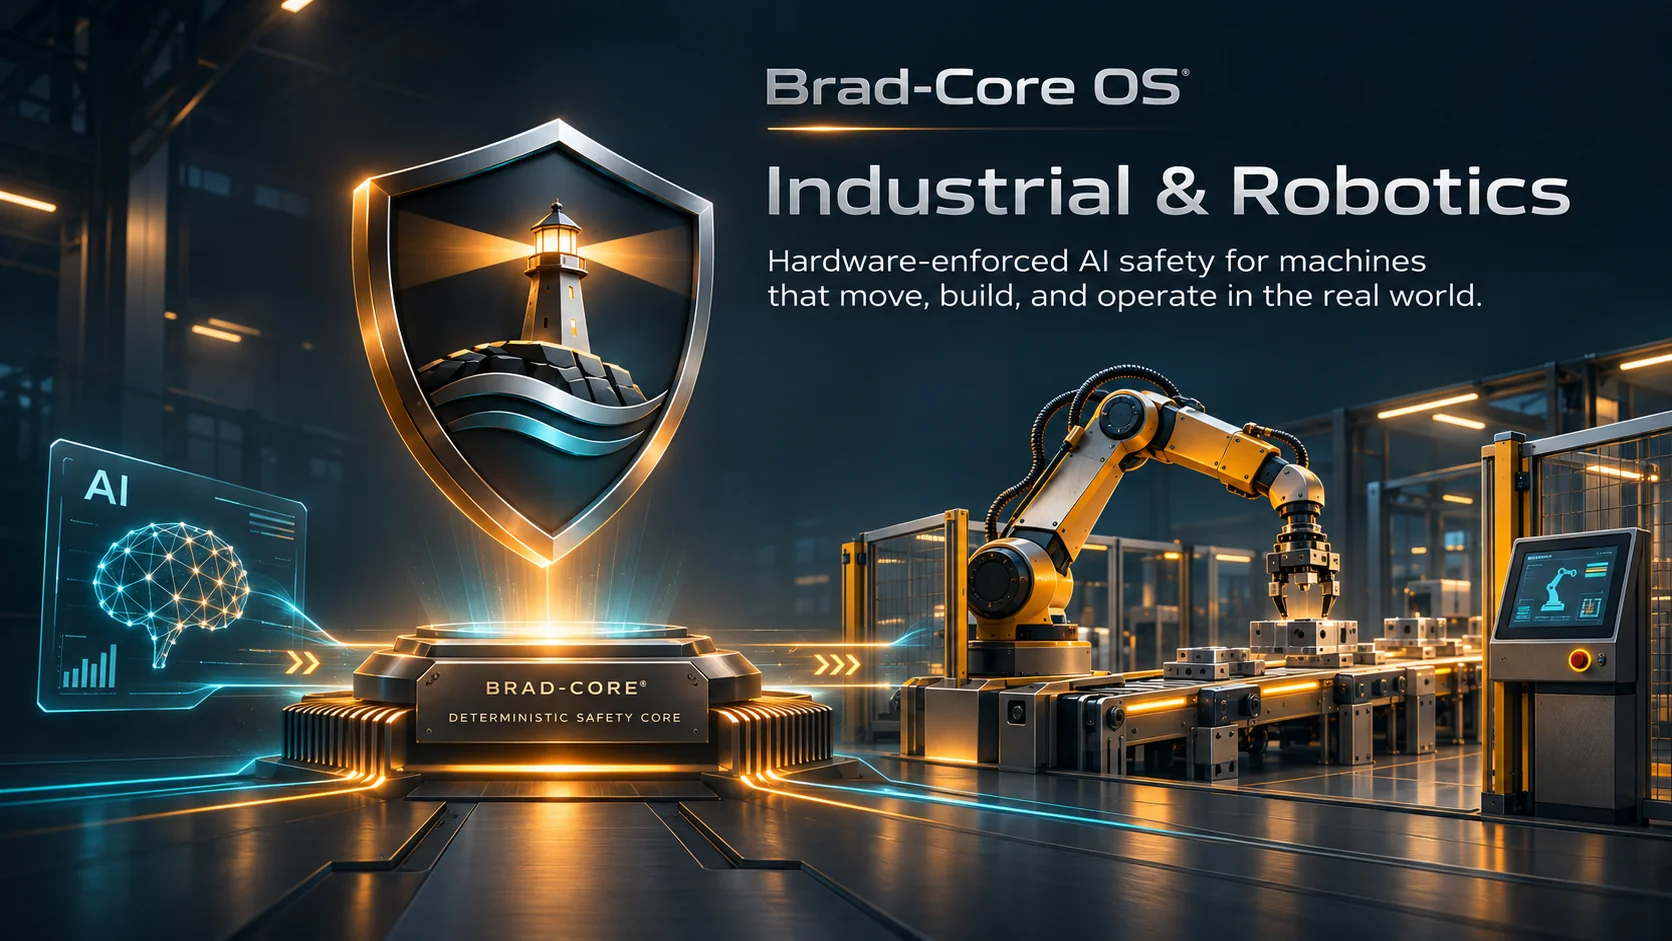 Brad-Core OS®
Industrial & Robotics
Hardware-enforced AI safety for machines
that move, build, and operate in the real world.
AI
BRAD-CORE®
DETERMINISTIC SAFETY CORE